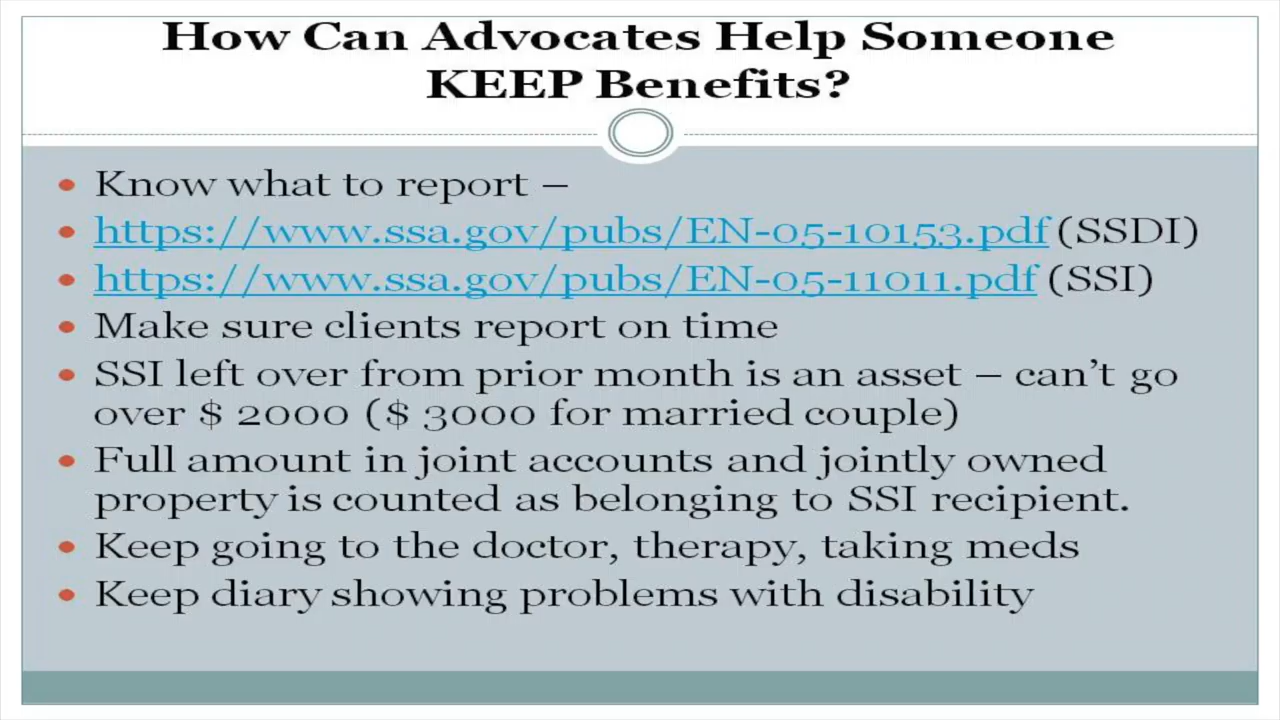 How Can Advocates Help Someone
KEEP Benefits?
• Know what to report –
• https://www.ssa.gov/pubs/EN-05-10153.pdf (SSDI)
• https://www.ssa.gov/pubs/EN-05-11011.pdf (SSI)
• Make sure clients report on time
• SSI left over from prior month is an asset – can’t go
over $ 2000 ($ 3000 for married couple)
• Full amount in joint accounts and jointly owned
property is counted as belonging to SSI recipient.
• Keep going to the doctor, therapy, taking meds
• Keep diary showing problems with disability